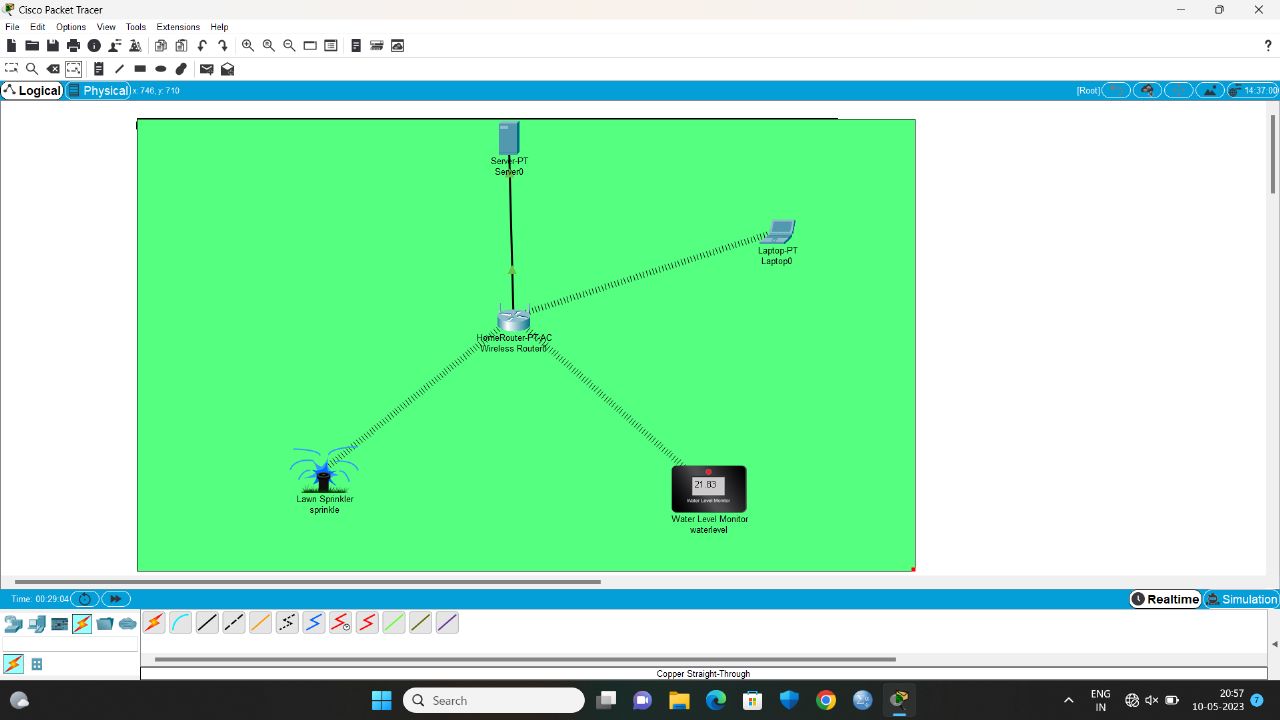 Cisco Packet Tracer
File Edit Options View Tools Extensions Help
?
Logical Physical x: 746, y: 710 [Root] 14:37:00
Server-PT
Server0
Laptop-PT
Laptop0
HomeRouter-PT-AC
Wireless Router0
21.83
Water Level Monitor
Lawn Sprinkler
sprinkle
Water Level Monitor
waterlevel
Time: 00:29:04 Realtime Simulation
Copper Straight-Through
Search
ENG
IN
20:57
10-05-2023
7